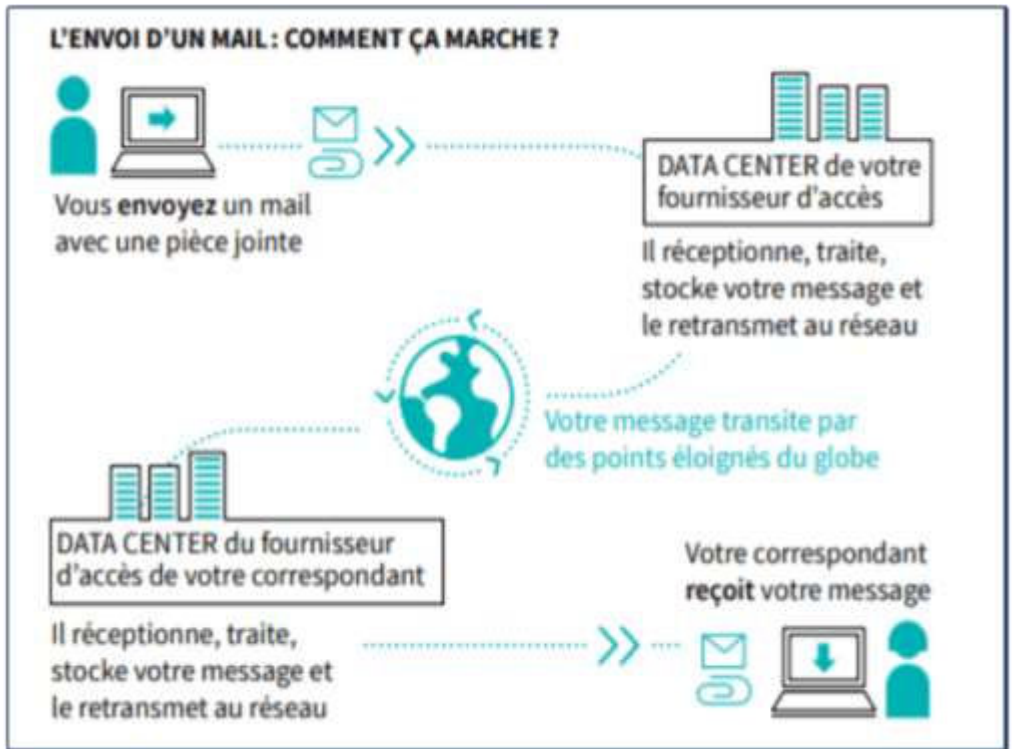 L'ENVOI D'UN MAIL : COMMENT ÇA MARCHE ?
Vous envoyez un mail
avec une pièce jointe
DATA CENTER de votre
fournisseur d'accès
Il réceptionne, traite,
stocke votre message et
le retransmet au réseau
Votre message transite par
des points éloignés du globe
DATA CENTER du fournisseur
d'accès de votre correspondant
Il réceptionne, traite,
stocke votre message et
le retransmet au réseau
Votre correspondant
reçoit votre message